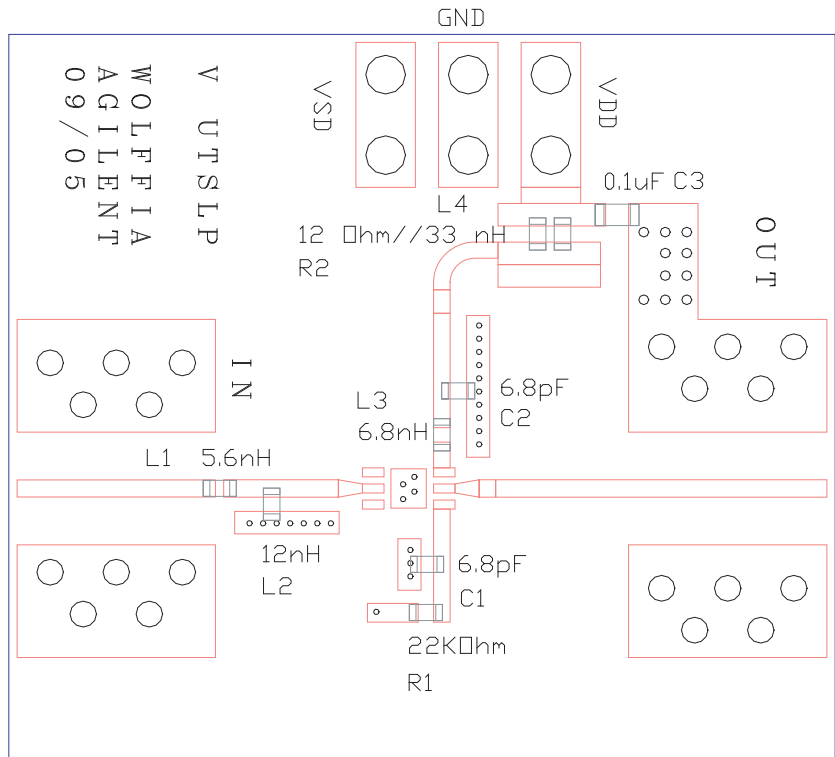 GND
V UTSLP
WOLFFIA
AGILENT
09/05
VSD
VDD
0.1uF C3
L4
12 Ohm//33 nH
R2
OUT
IN
L3
6.8nH
6.8pF
C2
L1 5.6nH
12nH
L2
6.8pF
C1
22KOhm
R1